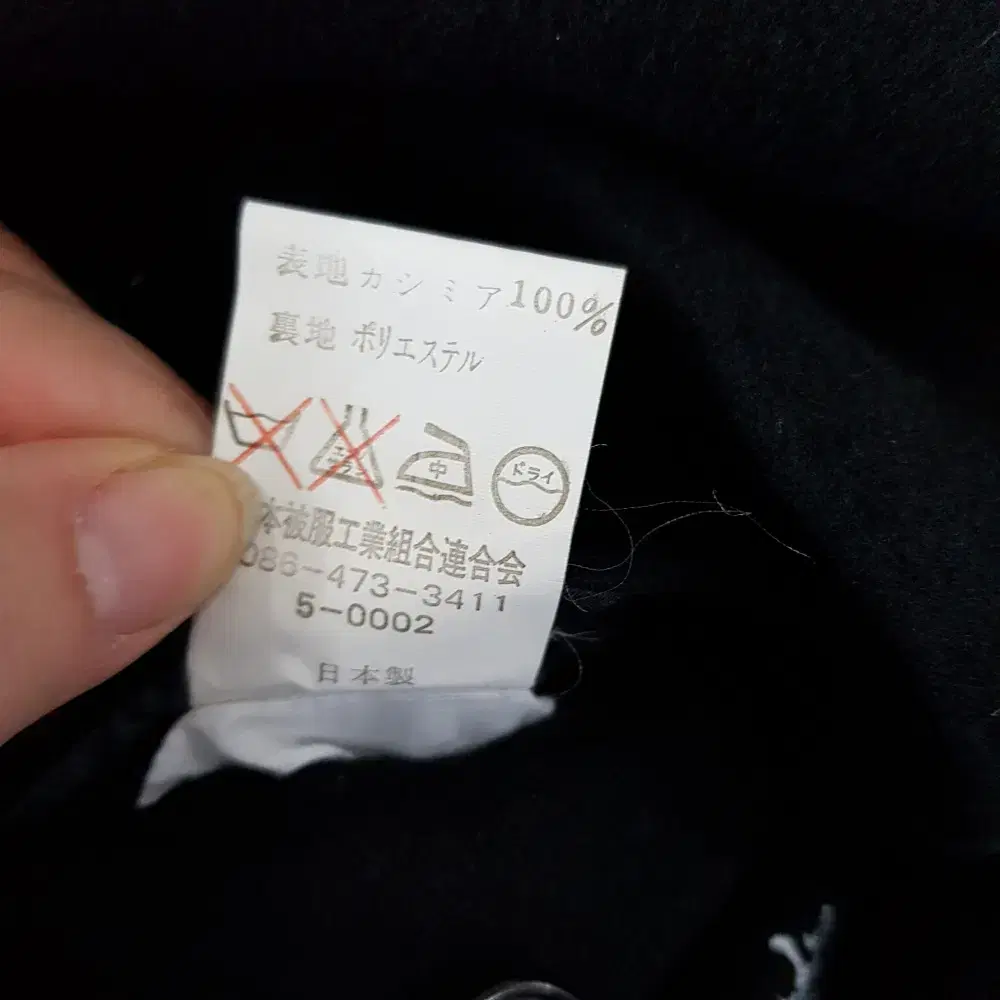 表地 カシミア100%
裏地 ポリエステル
中 ドライ
本被服工業組合連合会
086-473-3411
5-0002
日本製